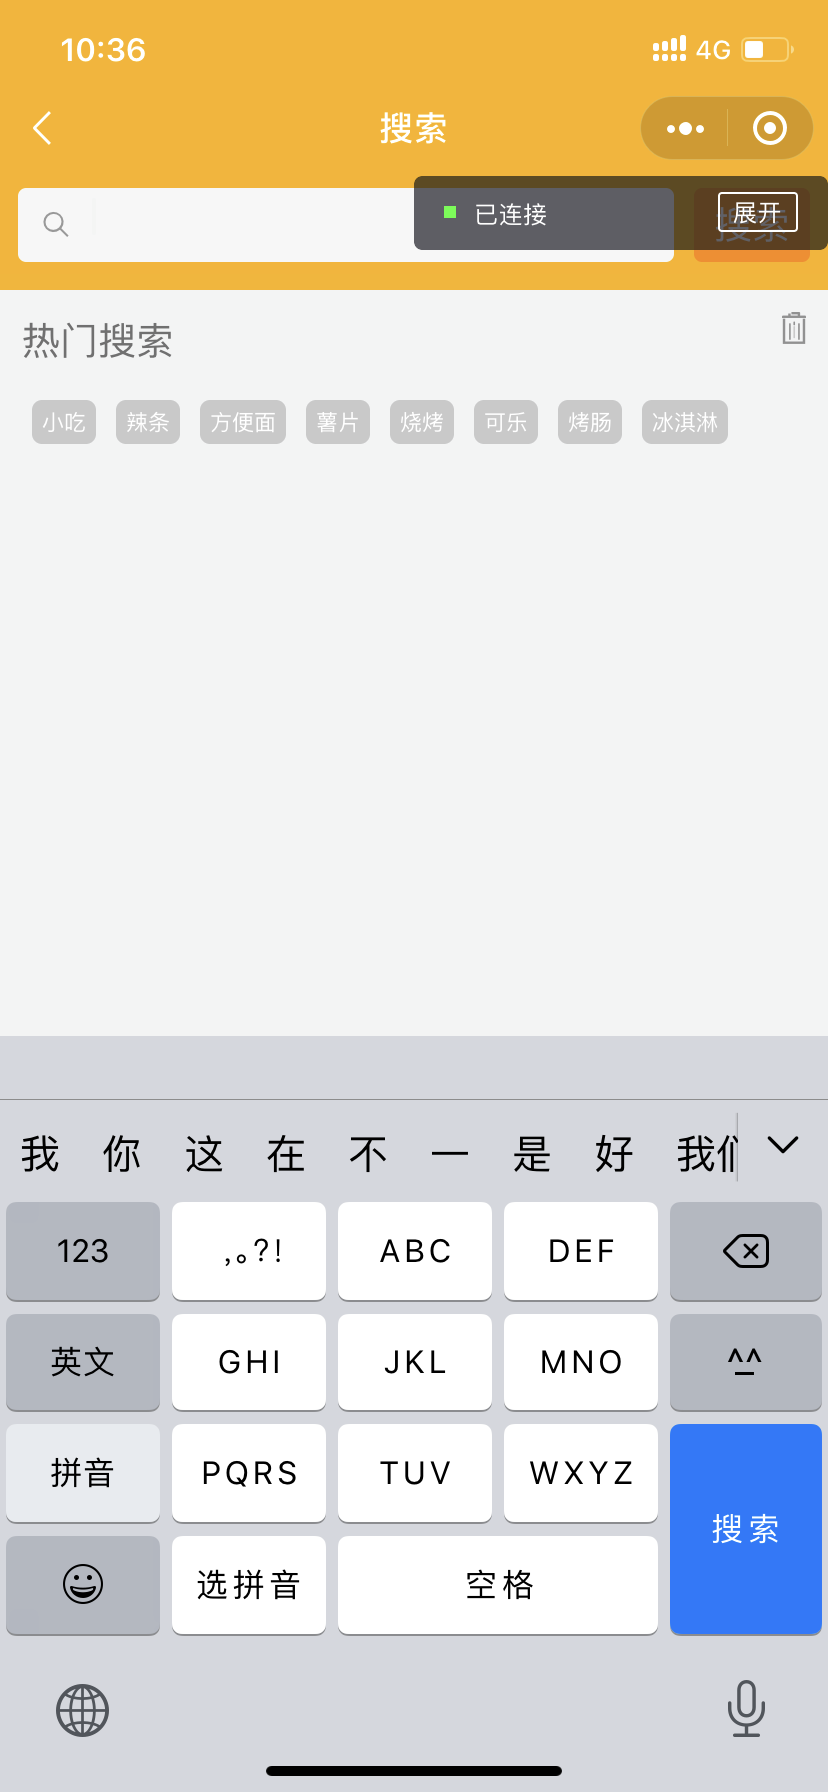 10:36 4G
搜索
已连接 展开
搜索
热门搜索
小吃 辣条 方便面 薯片 烧烤 可乐 烤肠 冰淇淋
我 你 这 在 不 一 是 好 我们
123 ,。?! ABC DEF
英文 GHI JKL MNO ^^
拼音 PQRS TUV WXYZ 搜索
选拼音 空格